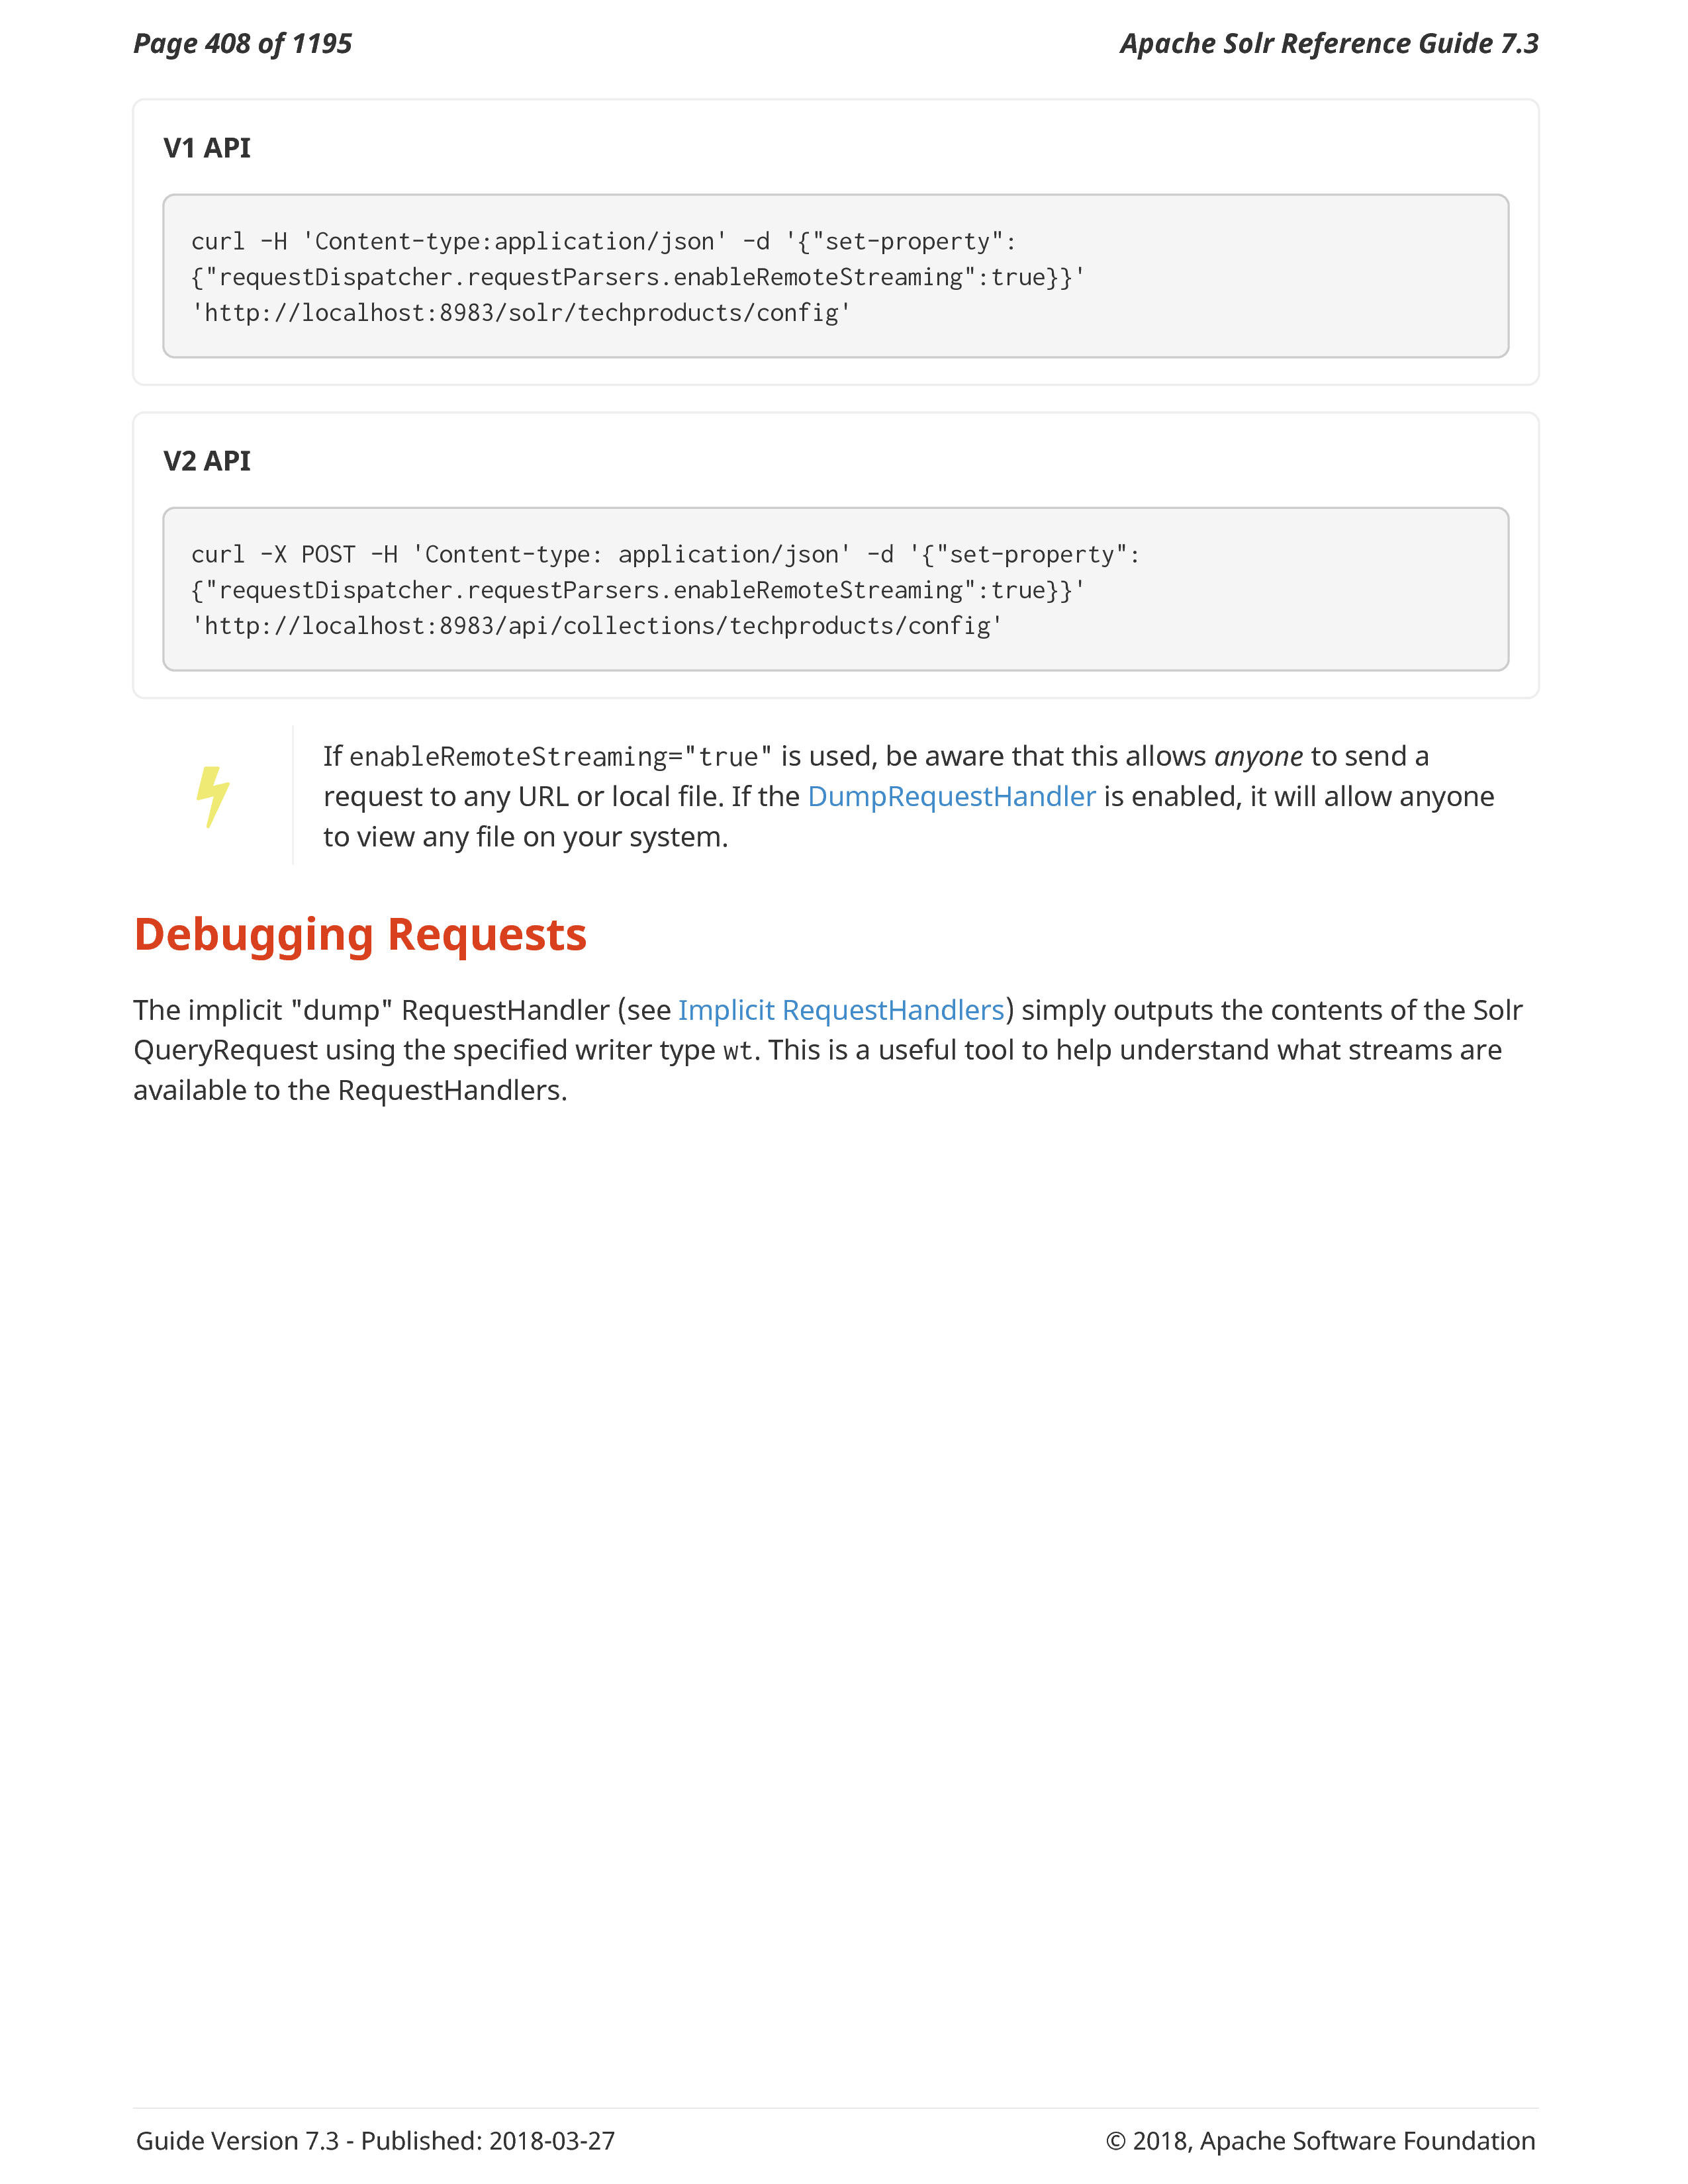 Page 408 of 1195
Apache Solr Reference Guide 7.3
V1 API
curl -H 'Content-type:application/json' -d '{"set-property":
{"requestDispatcher.requestParsers.enableRemoteStreaming":true}}'
'http://localhost:8983/solr/techproducts/config'
V2 API
curl -X POST -H 'Content-type: application/json' -d '{"set-property":
{"requestDispatcher.requestParsers.enableRemoteStreaming":true}}'
'http://localhost:8983/api/collections/techproducts/config'
If enableRemoteStreaming="true" is used, be aware that this allows anyone to send a
request to any URL or local file. If the DumpRequestHandler is enabled, it will allow anyone
to view any file on your system.
Debugging Requests
The implicit "dump" RequestHandler (see Implicit RequestHandlers) simply outputs the contents of the Solr
QueryRequest using the specified writer type wt. This is a useful tool to help understand what streams are
available to the RequestHandlers.
Guide Version 7.3 - Published: 2018-03-27
© 2018, Apache Software Foundation